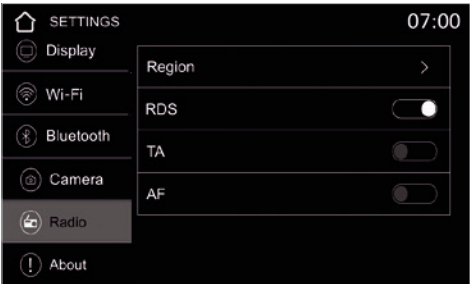 SETTINGS
07:00
Display
Wi-Fi
Bluetooth
Camera
Radio
About
Region
RDS
TA
AF